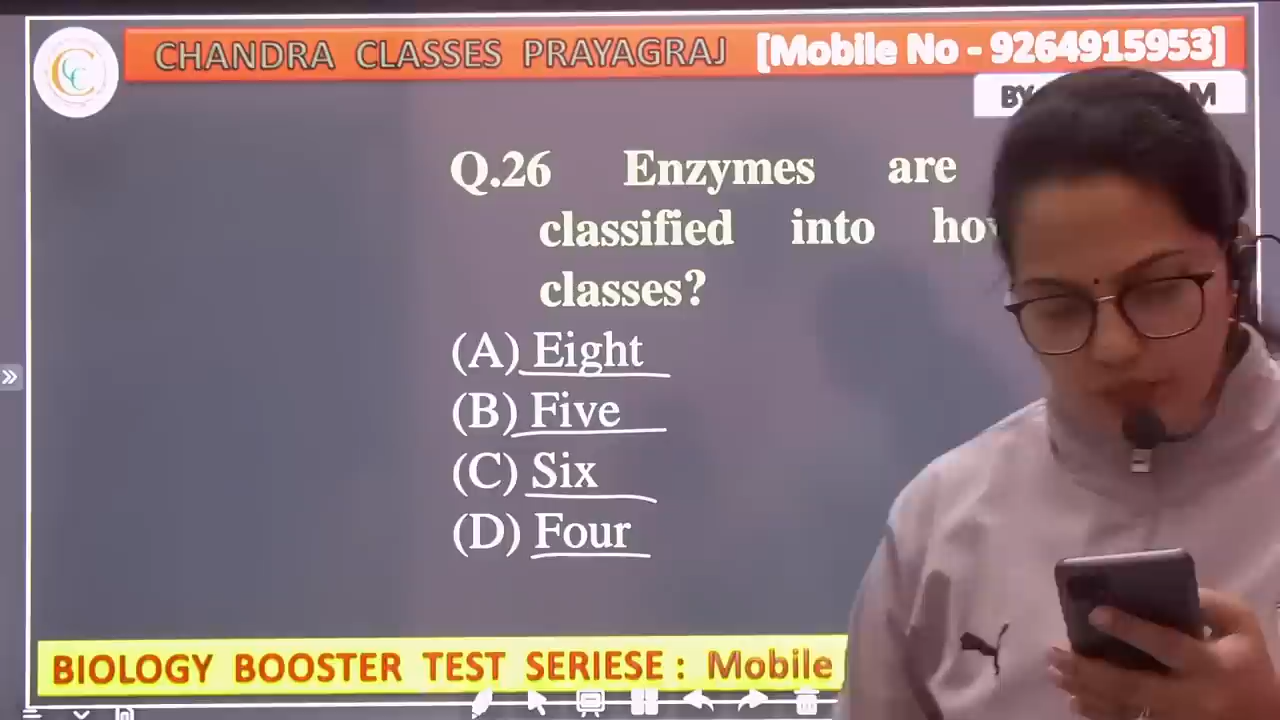 CHANDRA CLASSES PRAYAGRAJ [Mobile No - 9264915953]
Q.26 Enzymes are
classified into
classes?
(A) Eight
(B) Five
(C) Six
(D) Four
BIOLOGY BOOSTER TEST SERIESE : Mobile